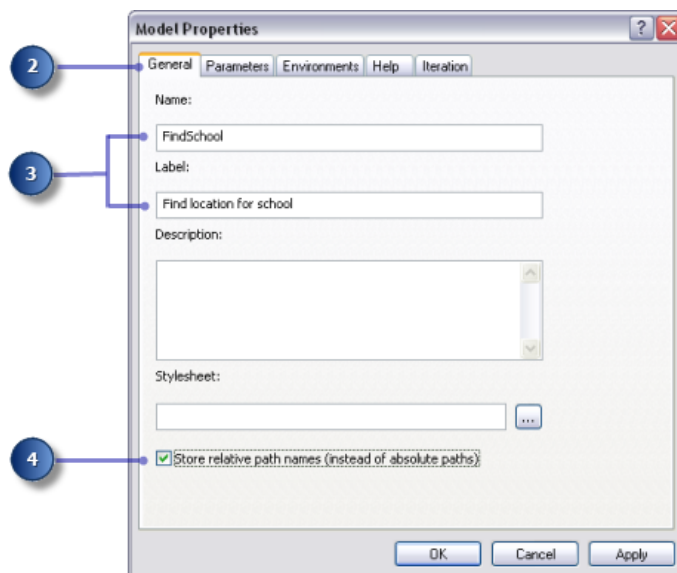 Model Properties
2
General Parameters Environments Help Iteration
Name:
3
FindSchool
Label:
Find location for school
Description:
Stylesheet:
...
4
Store relative path names (instead of absolute paths)
OK Cancel Apply